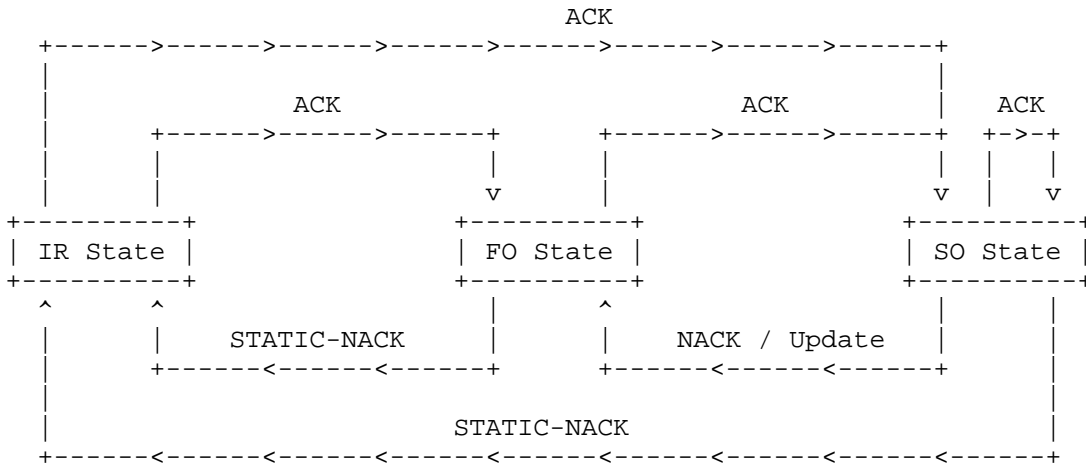 ACK
ACK ACK ACK
IR State FO State SO State
STATIC-NACK NACK / Update
STATIC-NACK